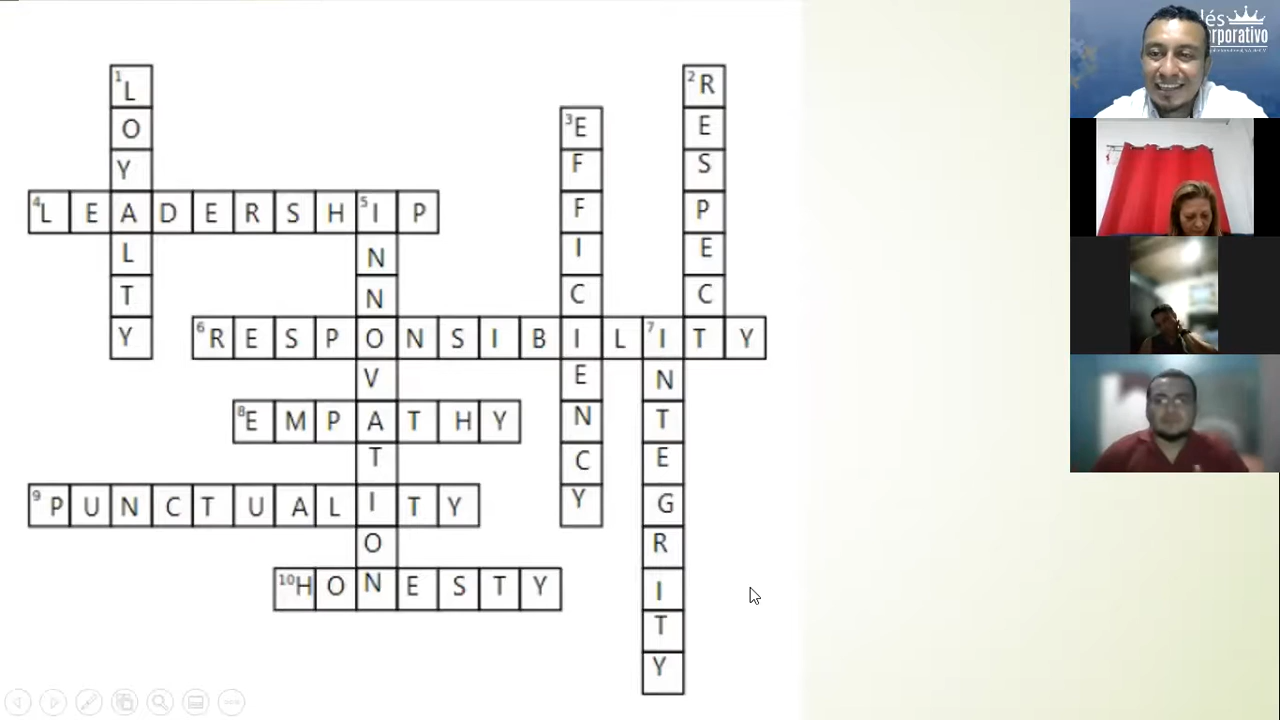 1 LOYALTY
2 RESPECT
3 EFFICIENCY
4 LEADERSHIP
5 INNOVATION
6 RESPONSIBILITY
7 INTEGRITY
8 EMPATHY
9 PUNCTUALITY
10 HONESTY
lés
rporativo